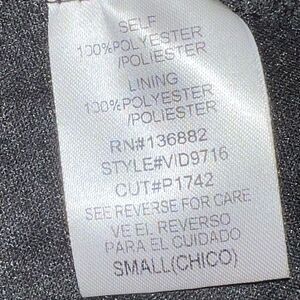 SELF
100%POLYESTER
/POLIESTER
LINING
100%POLYESTER
/POLIESTER
RN#136882
STYLE#VID9716
CUT#P1742
SEE REVERSE FOR CARE
VE EL REVERSO
PARA EL CUIDADO
SMALL(CHICO)